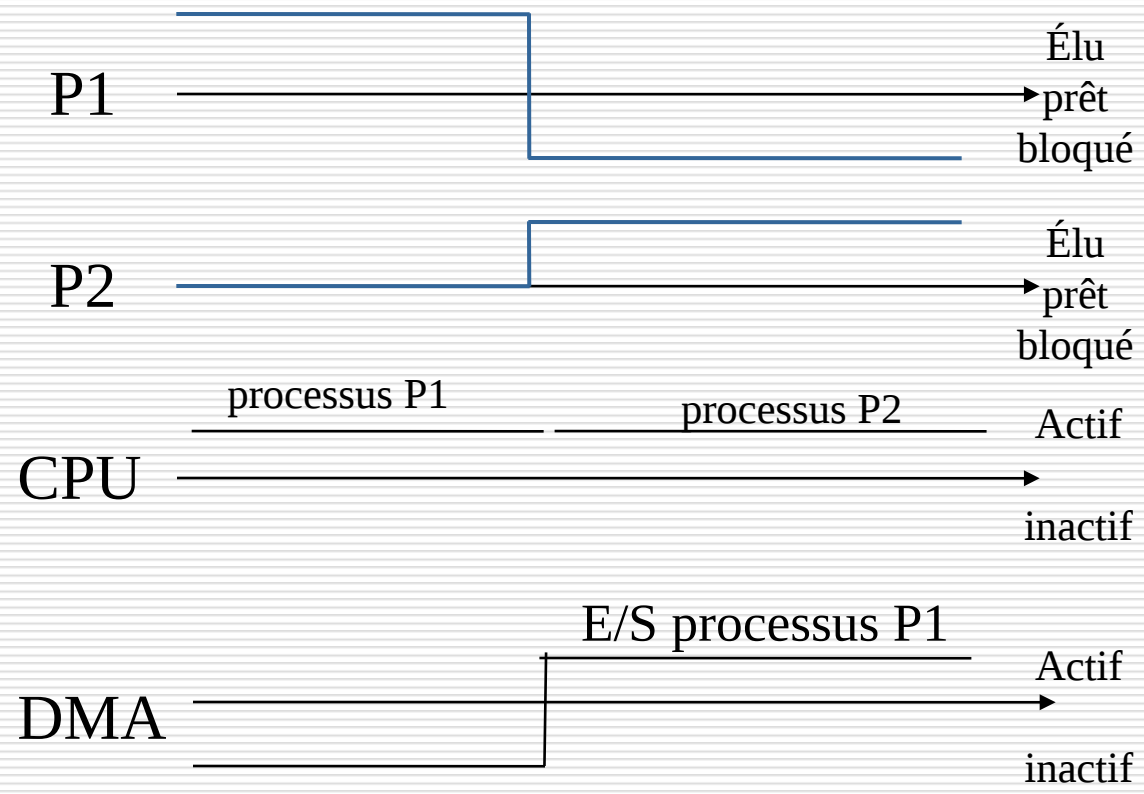 Élu
P1
prêt
bloqué
Élu
P2
prêt
bloqué
processus P1
processus P2
Actif
CPU
inactif
E/S processus P1
Actif
DMA
inactif